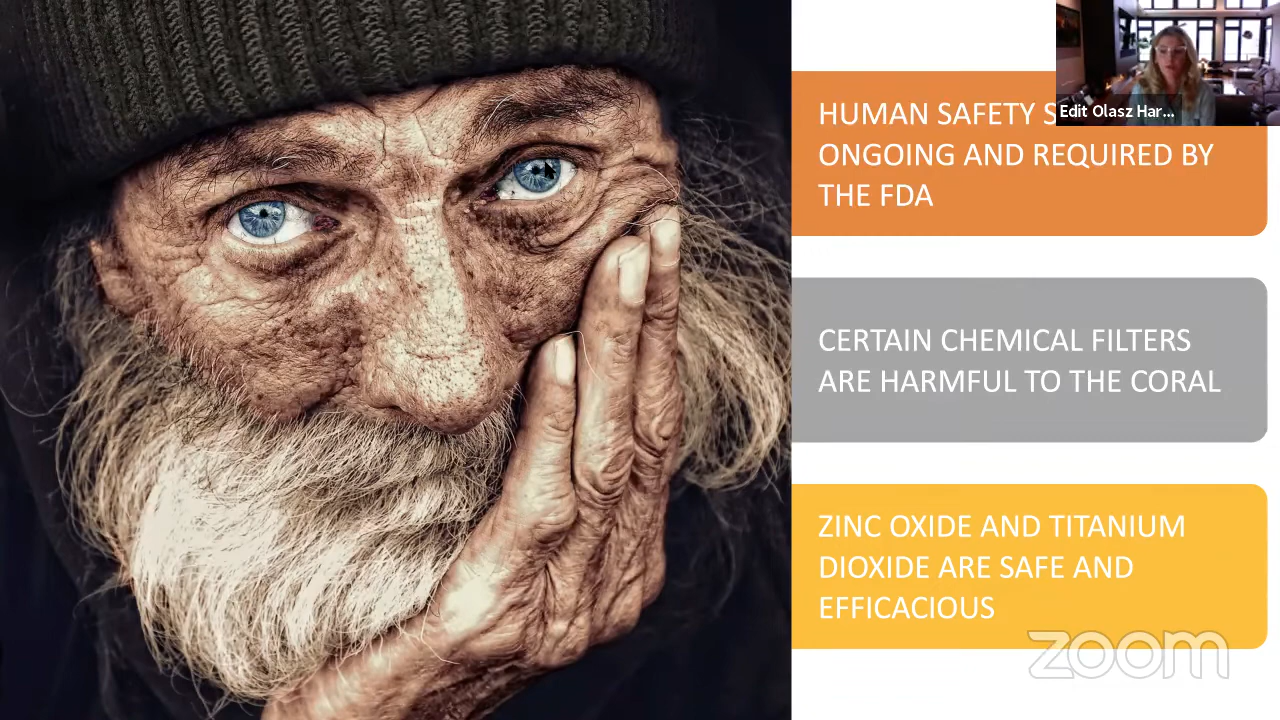 HUMAN SAFETY S
ONGOING AND REQUIRED BY
THE FDA
Edit Olasz Har...
CERTAIN CHEMICAL FILTERS
ARE HARMFUL TO THE CORAL
ZINC OXIDE AND TITANIUM
DIOXIDE ARE SAFE AND
EFFICACIOUS
zoom